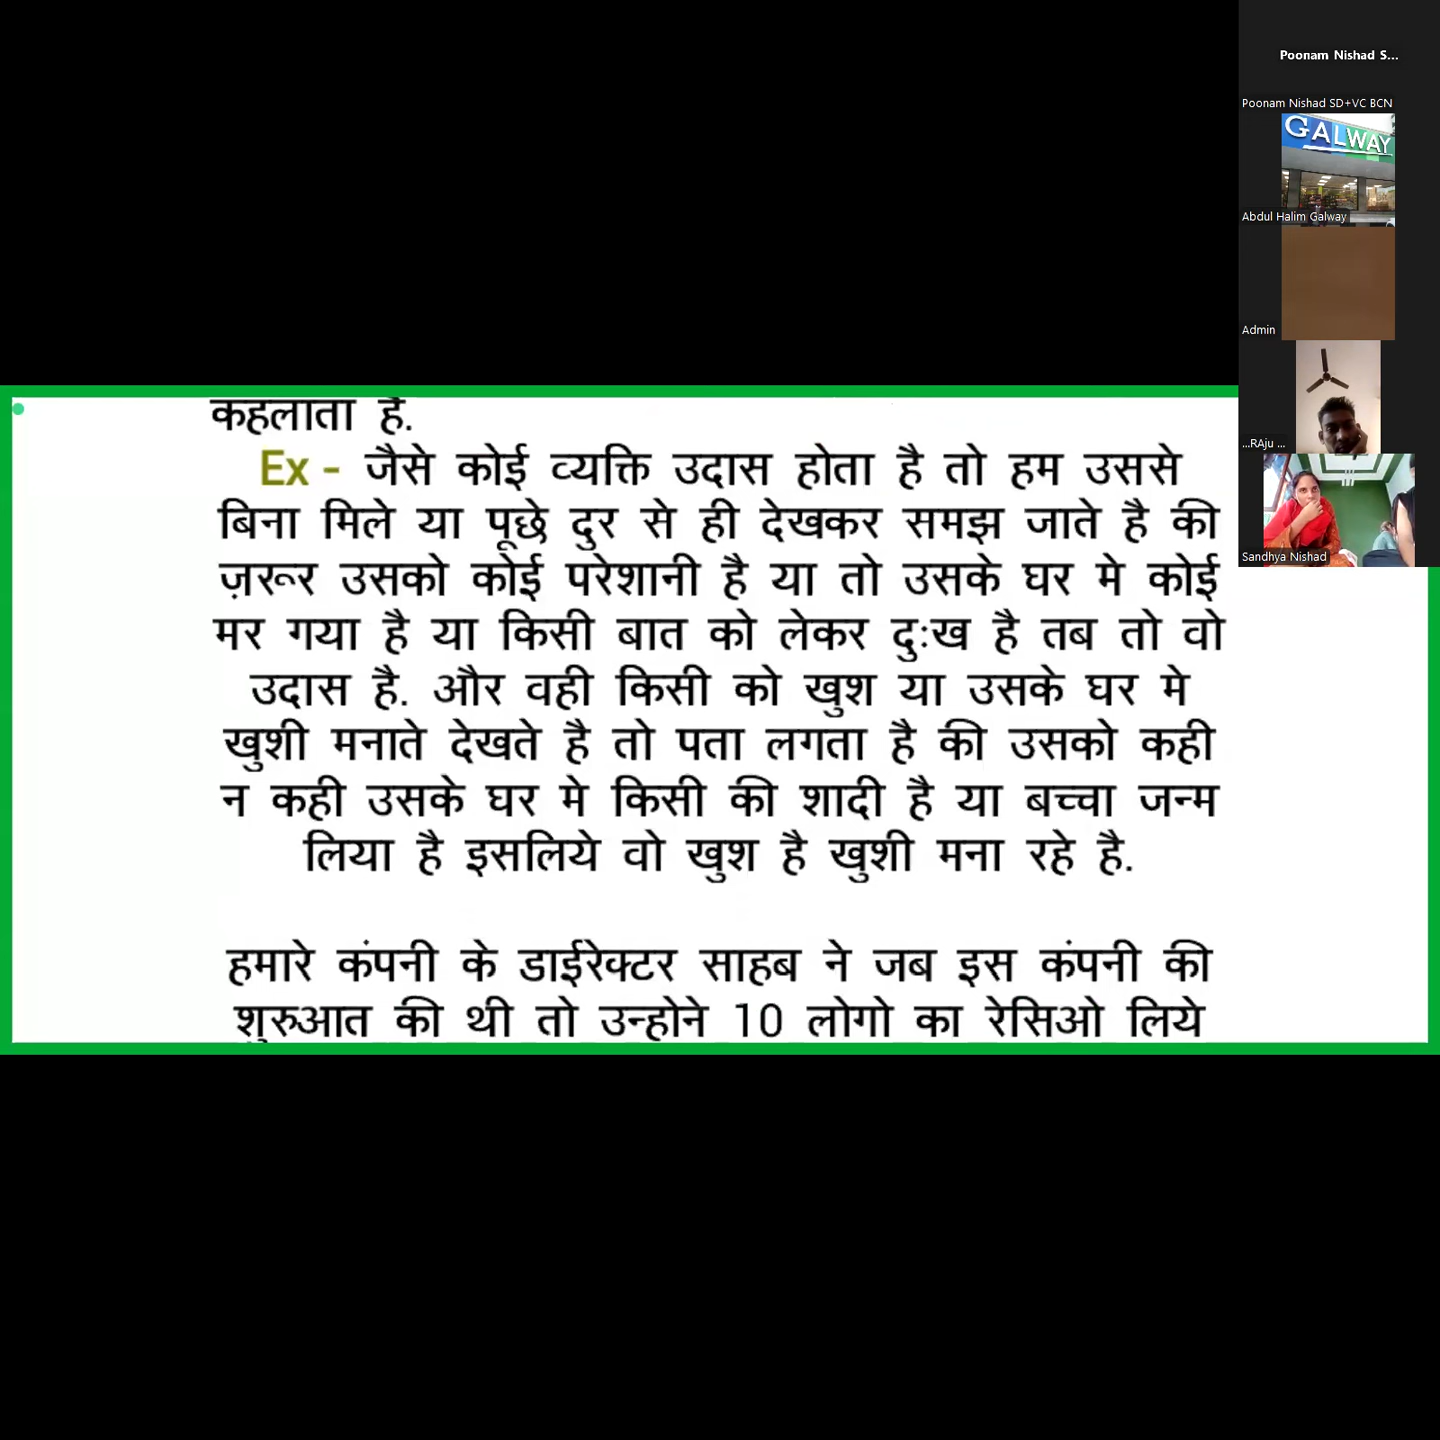 Poonam Nishad S...
Poonam Nishad SD+VC BCN
GALWAY
Abdul Halim Galway
Admin
...RAju ...
Sandhya Nishad
कहलाता है.
Ex - जैसे कोई व्यक्ति उदास होता है तो हम उससे
बिना मिले या पूछे दुर से ही देखकर समझ जाते है की
ज़रूर उसको कोई परेशानी है या तो उसके घर मे कोई
मर गया है या किसी बात को लेकर दुःख है तब तो वो
उदास है. और वही किसी को खुश या उसके घर मे
खुशी मनाते देखते है तो पता लगता है की उसको कही
न कही उसके घर मे किसी की शादी है या बच्चा जन्म
लिया है इसलिये वो खुश है खुशी मना रहे है.
हमारे कंपनी के डाईरेक्टर साहब ने जब इस कंपनी की
शुरुआत की थी तो उन्होने 10 लोगो का रेसिओ लिये